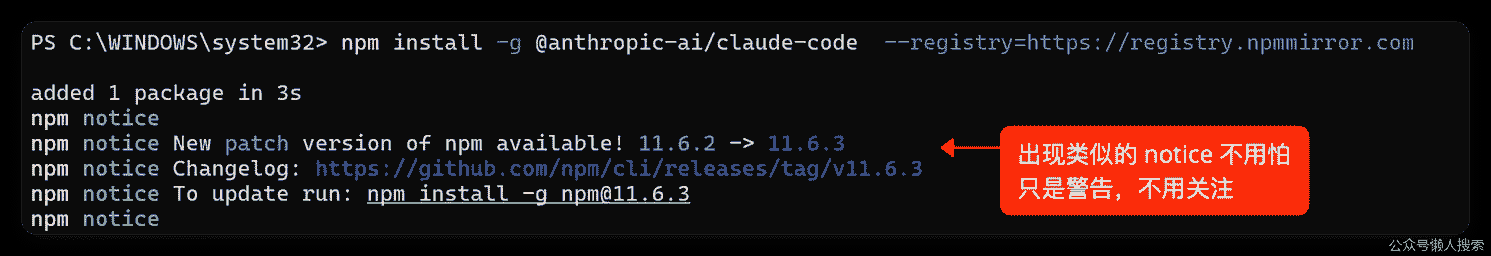 PS C:\WINDOWS\system32> npm install -g @anthropic-ai/claude-code  --registry=https://registry.npmmirror.com
added 1 package in 3s
npm notice
npm notice New patch version of npm available! 11.6.2 -> 11.6.3
npm notice Changelog: https://github.com/npm/cli/releases/tag/v11.6.3
npm notice To update run: npm install -g npm@11.6.3
npm notice
出现类似的 notice 不用怕
只是警告，不用关注
公众号懒人搜索